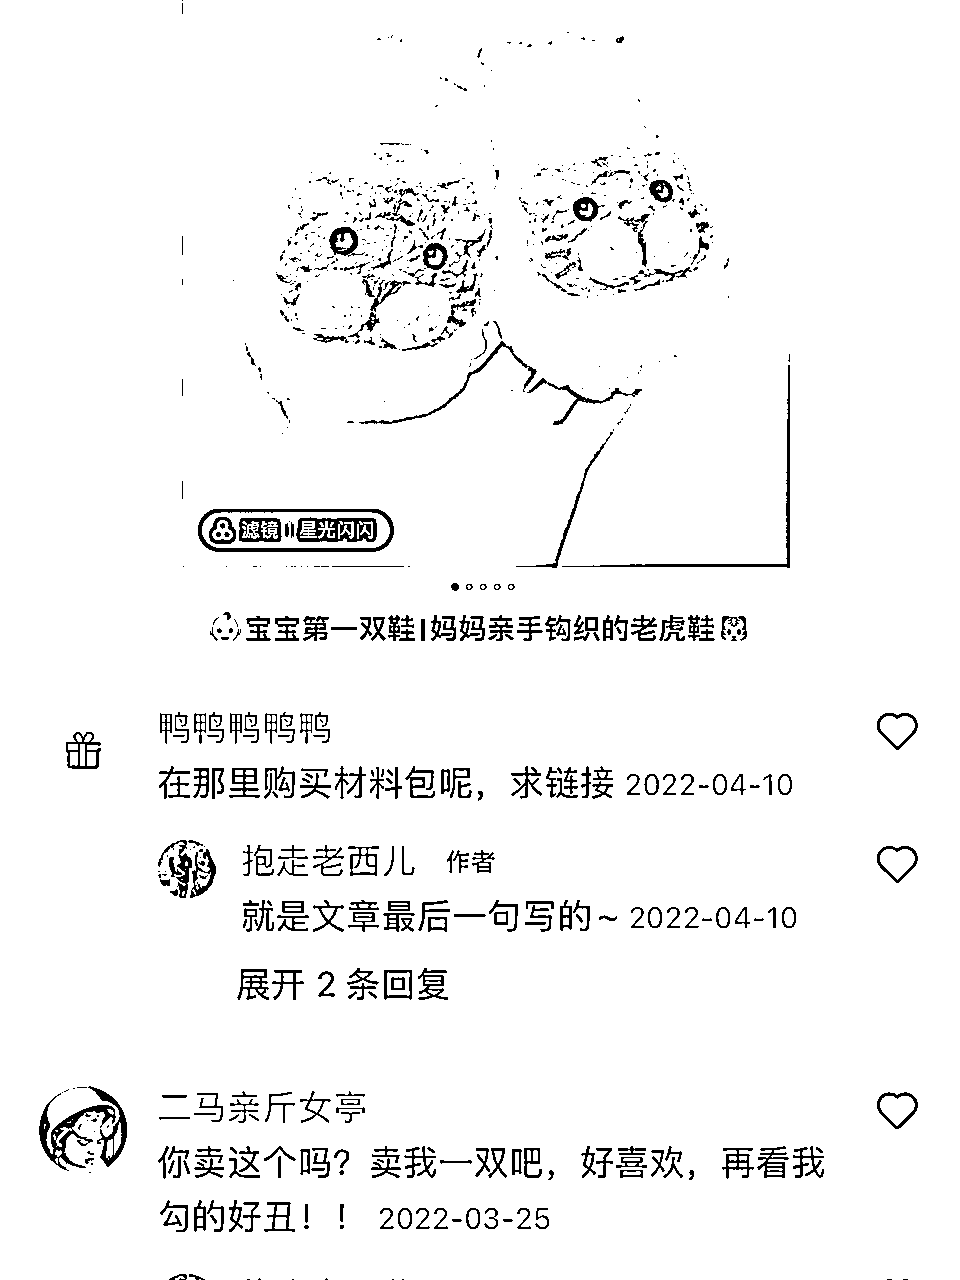 滤镜 | 星光闪闪
宝宝第一双鞋|妈妈亲手钩织的老虎鞋
鸭鸭鸭鸭鸭
在那里购买材料包呢，求链接 2022-04-10
抱走老西儿 作者
就是文章最后一句写的~ 2022-04-10
展开 2 条回复
二马亲斤女亭
你卖这个吗？卖我一双吧，好喜欢，再看我
勾的好丑！！ 2022-03-25